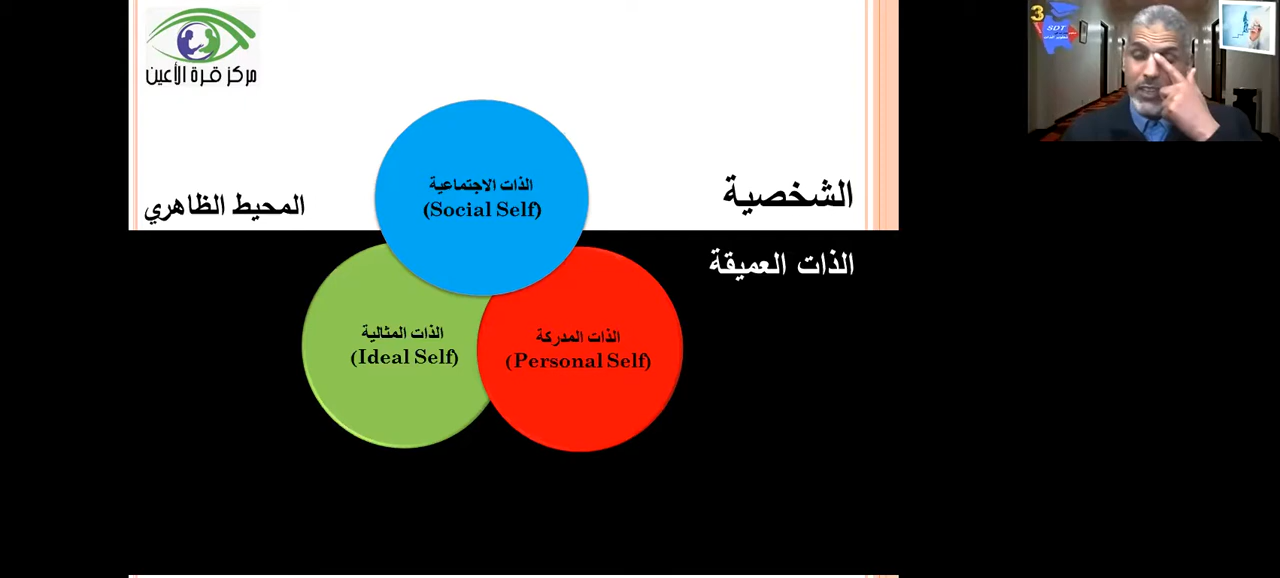 مركز قرة الأعين
الشخصية
المحيط الظاهري
الذات الاجتماعية
(Social Self)
الذات العميقة
الذات المثالية
(Ideal Self)
الذات المدركة
(Personal Self)
3
SDT